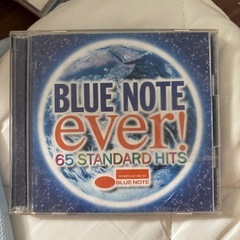 BLUE NOTE
ever!
65 STANDARD HITS
BLUE NOTE